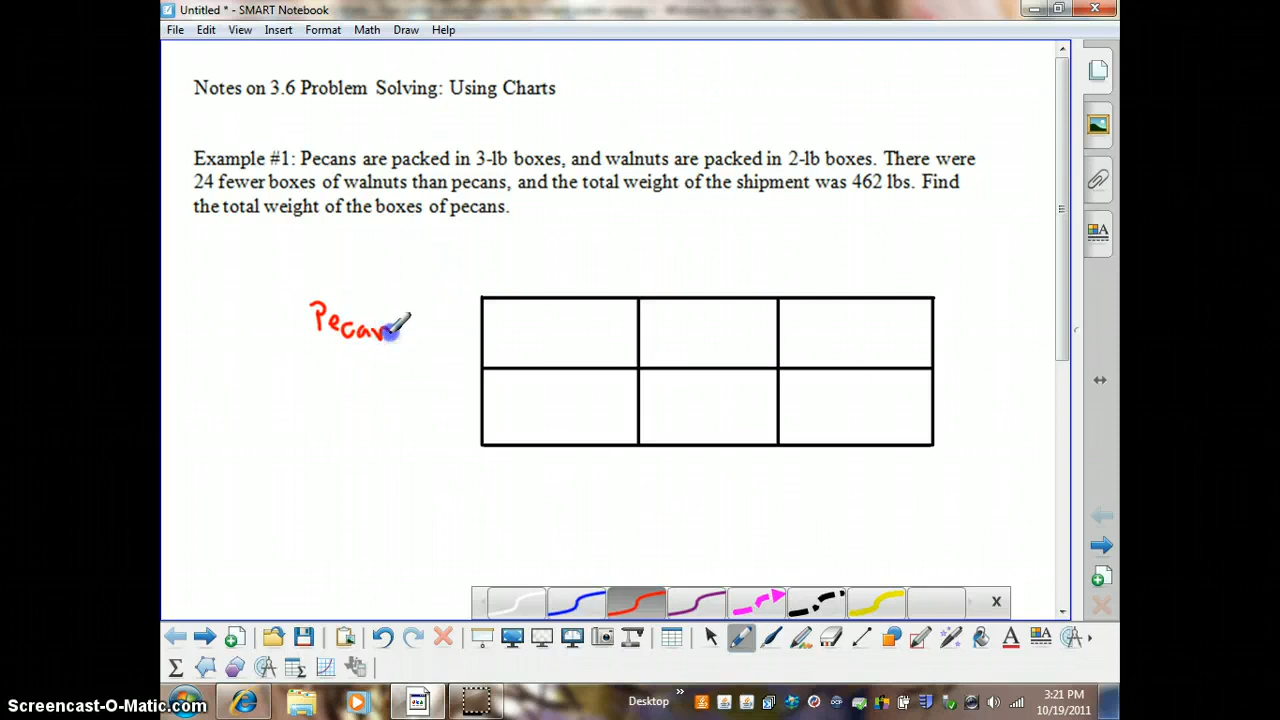 Untitled * - SMART Notebook
File Edit View Insert Format Math Draw Help
Notes on 3.6 Problem Solving: Using Charts
Example #1: Pecans are packed in 3-lb boxes, and walnuts are packed in 2-lb boxes. There were
24 fewer boxes of walnuts than pecans, and the total weight of the shipment was 462 lbs. Find
the total weight of the boxes of pecans.
Pecan
x
Desktop
3:21 PM
10/19/2011
Screencast-O-Matic.com